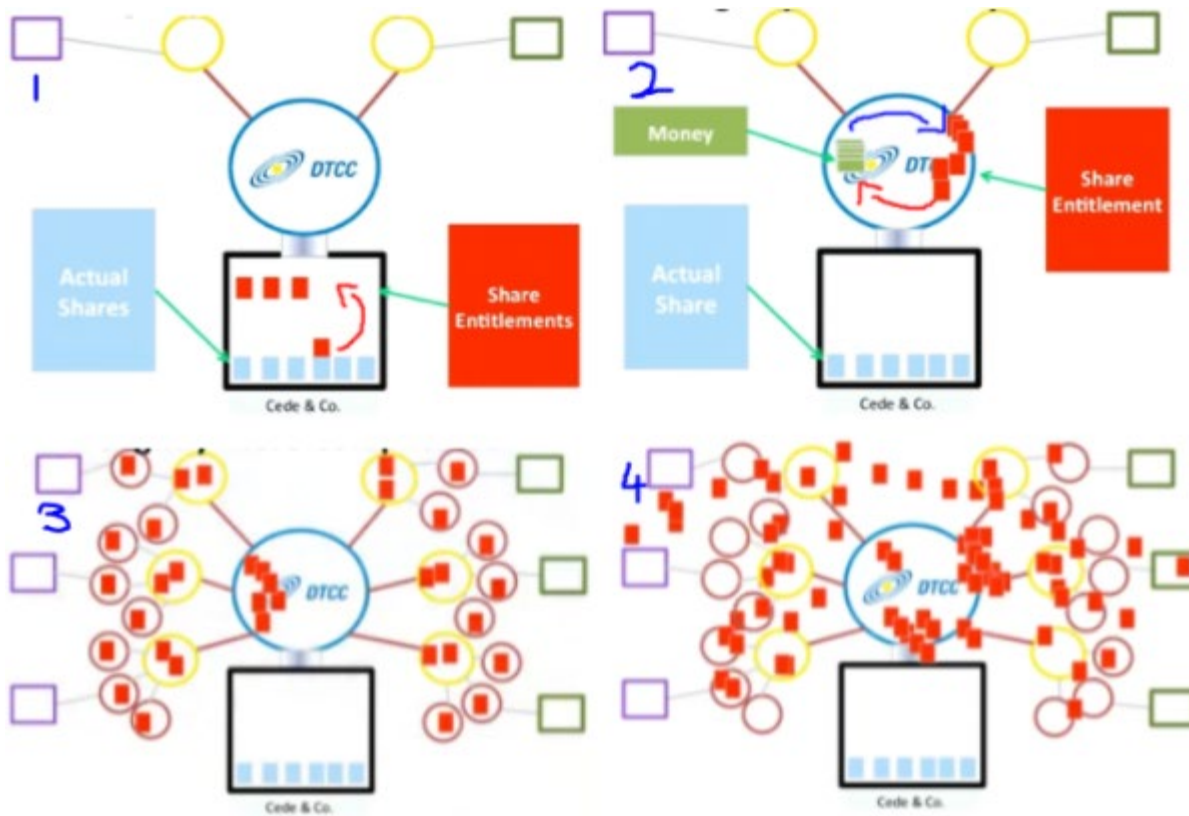 1
DTCC
Actual
Shares
Share
Entitlements
Cede & Co.
2
Money
Share
Entitlement
Actual
Share
Cede & Co.
3
DTCC
Cede & Co.
4
DTCC
Cede & Co.